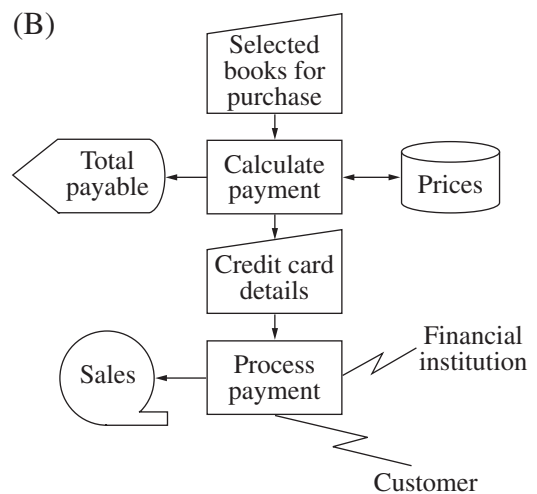 (B)
Selected
books for
purchase
Total
payable
Calculate
payment
Prices
Credit card
details
Financial
institution
Sales
Process
payment
Customer